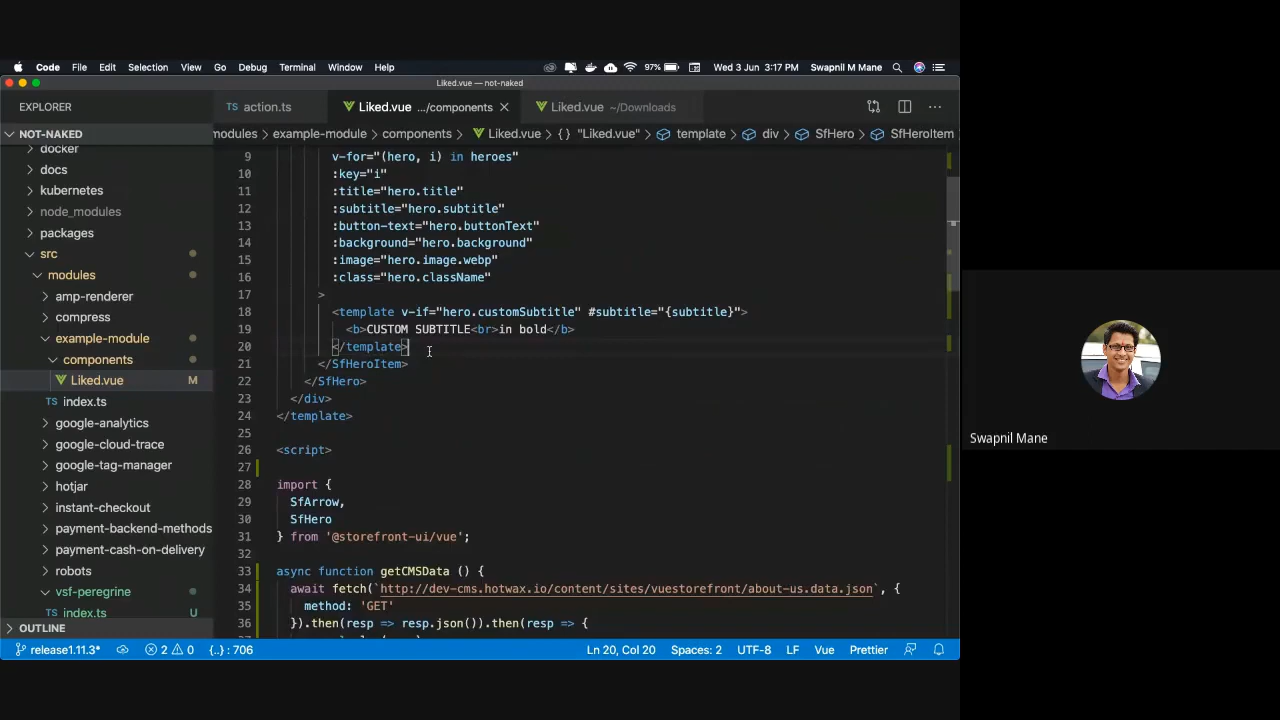 Code File Edit Selection View Go Debug Terminal Window Help 97% Wed 3 Jun 3:17 PM Swapnil M Mane
Liked.vue — not-naked
EXPLORER
NOT-NAKED
docker
docs
kubernetes
node_modules
packages
src
modules
amp-renderer
compress
example-module
components
Liked.vue M
TS index.ts
google-analytics
google-cloud-trace
google-tag-manager
hotjar
instant-checkout
payment-backend-methods
payment-cash-on-delivery
robots
vsf-peregrine
TS index.ts U
OUTLINE
TS action.ts
Liked.vue .../components
Liked.vue ~/Downloads
modules > example-module > components > Liked.vue > {} "Liked.vue" > template > div > SfHero > SfHeroItem
9 v-for="(hero, i) in heroes"
10 :key="i"
11 :title="hero.title"
12 :subtitle="hero.subtitle"
13 :button-text="hero.buttonText"
14 :background="hero.background"
15 :image="hero.image.webp"
16 :class="hero.className"
17 >
18 <template v-if="hero.customSubtitle" #subtitle="{subtitle}">
19 <b>CUSTOM SUBTITLE<br>in bold</b>
20 </template>
21 </SfHeroItem>
22 </SfHero>
23 </div>
24 </template>
25
26 <script>
27
28 import {
29 SfArrow,
30 SfHero
31 } from '@storefront-ui/vue';
32
33 async function getCMSData () {
34 await fetch(`http://dev-cms.hotwax.io/content/sites/vuestorefront/about-us.data.json`, {
35 method: 'GET'
36 }).then(resp => resp.json()).then(resp => {
release1.11.3* 2 0 {..} : 706 Ln 20, Col 20 Spaces: 2 UTF-8 LF Vue Prettier
Swapnil Mane